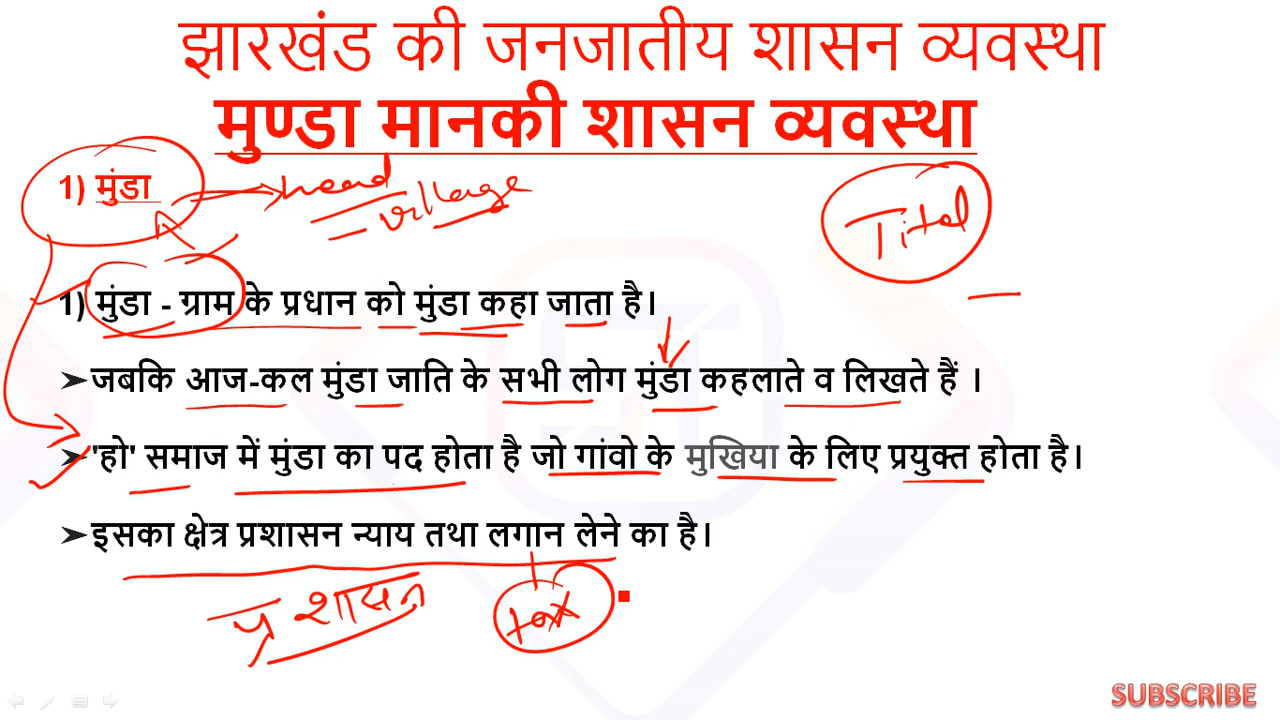 झारखंड की जनजातीय शासन व्यवस्था
मुण्डा मानकी शासन व्यवस्था
1) मुंडा
head
village
Titel
1) मुंडा - ग्राम के प्रधान को मुंडा कहा जाता है।
➤जबकि आज-कल मुंडा जाति के सभी लोग मुंडा कहलाते व लिखते हैं ।
➤'हो' समाज में मुंडा का पद होता है जो गांवो के मुखिया के लिए प्रयुक्त होता है।
➤इसका क्षेत्र प्रशासन न्याय तथा लगान लेने का है।
प्रशासन
tax
SUBSCRIBE